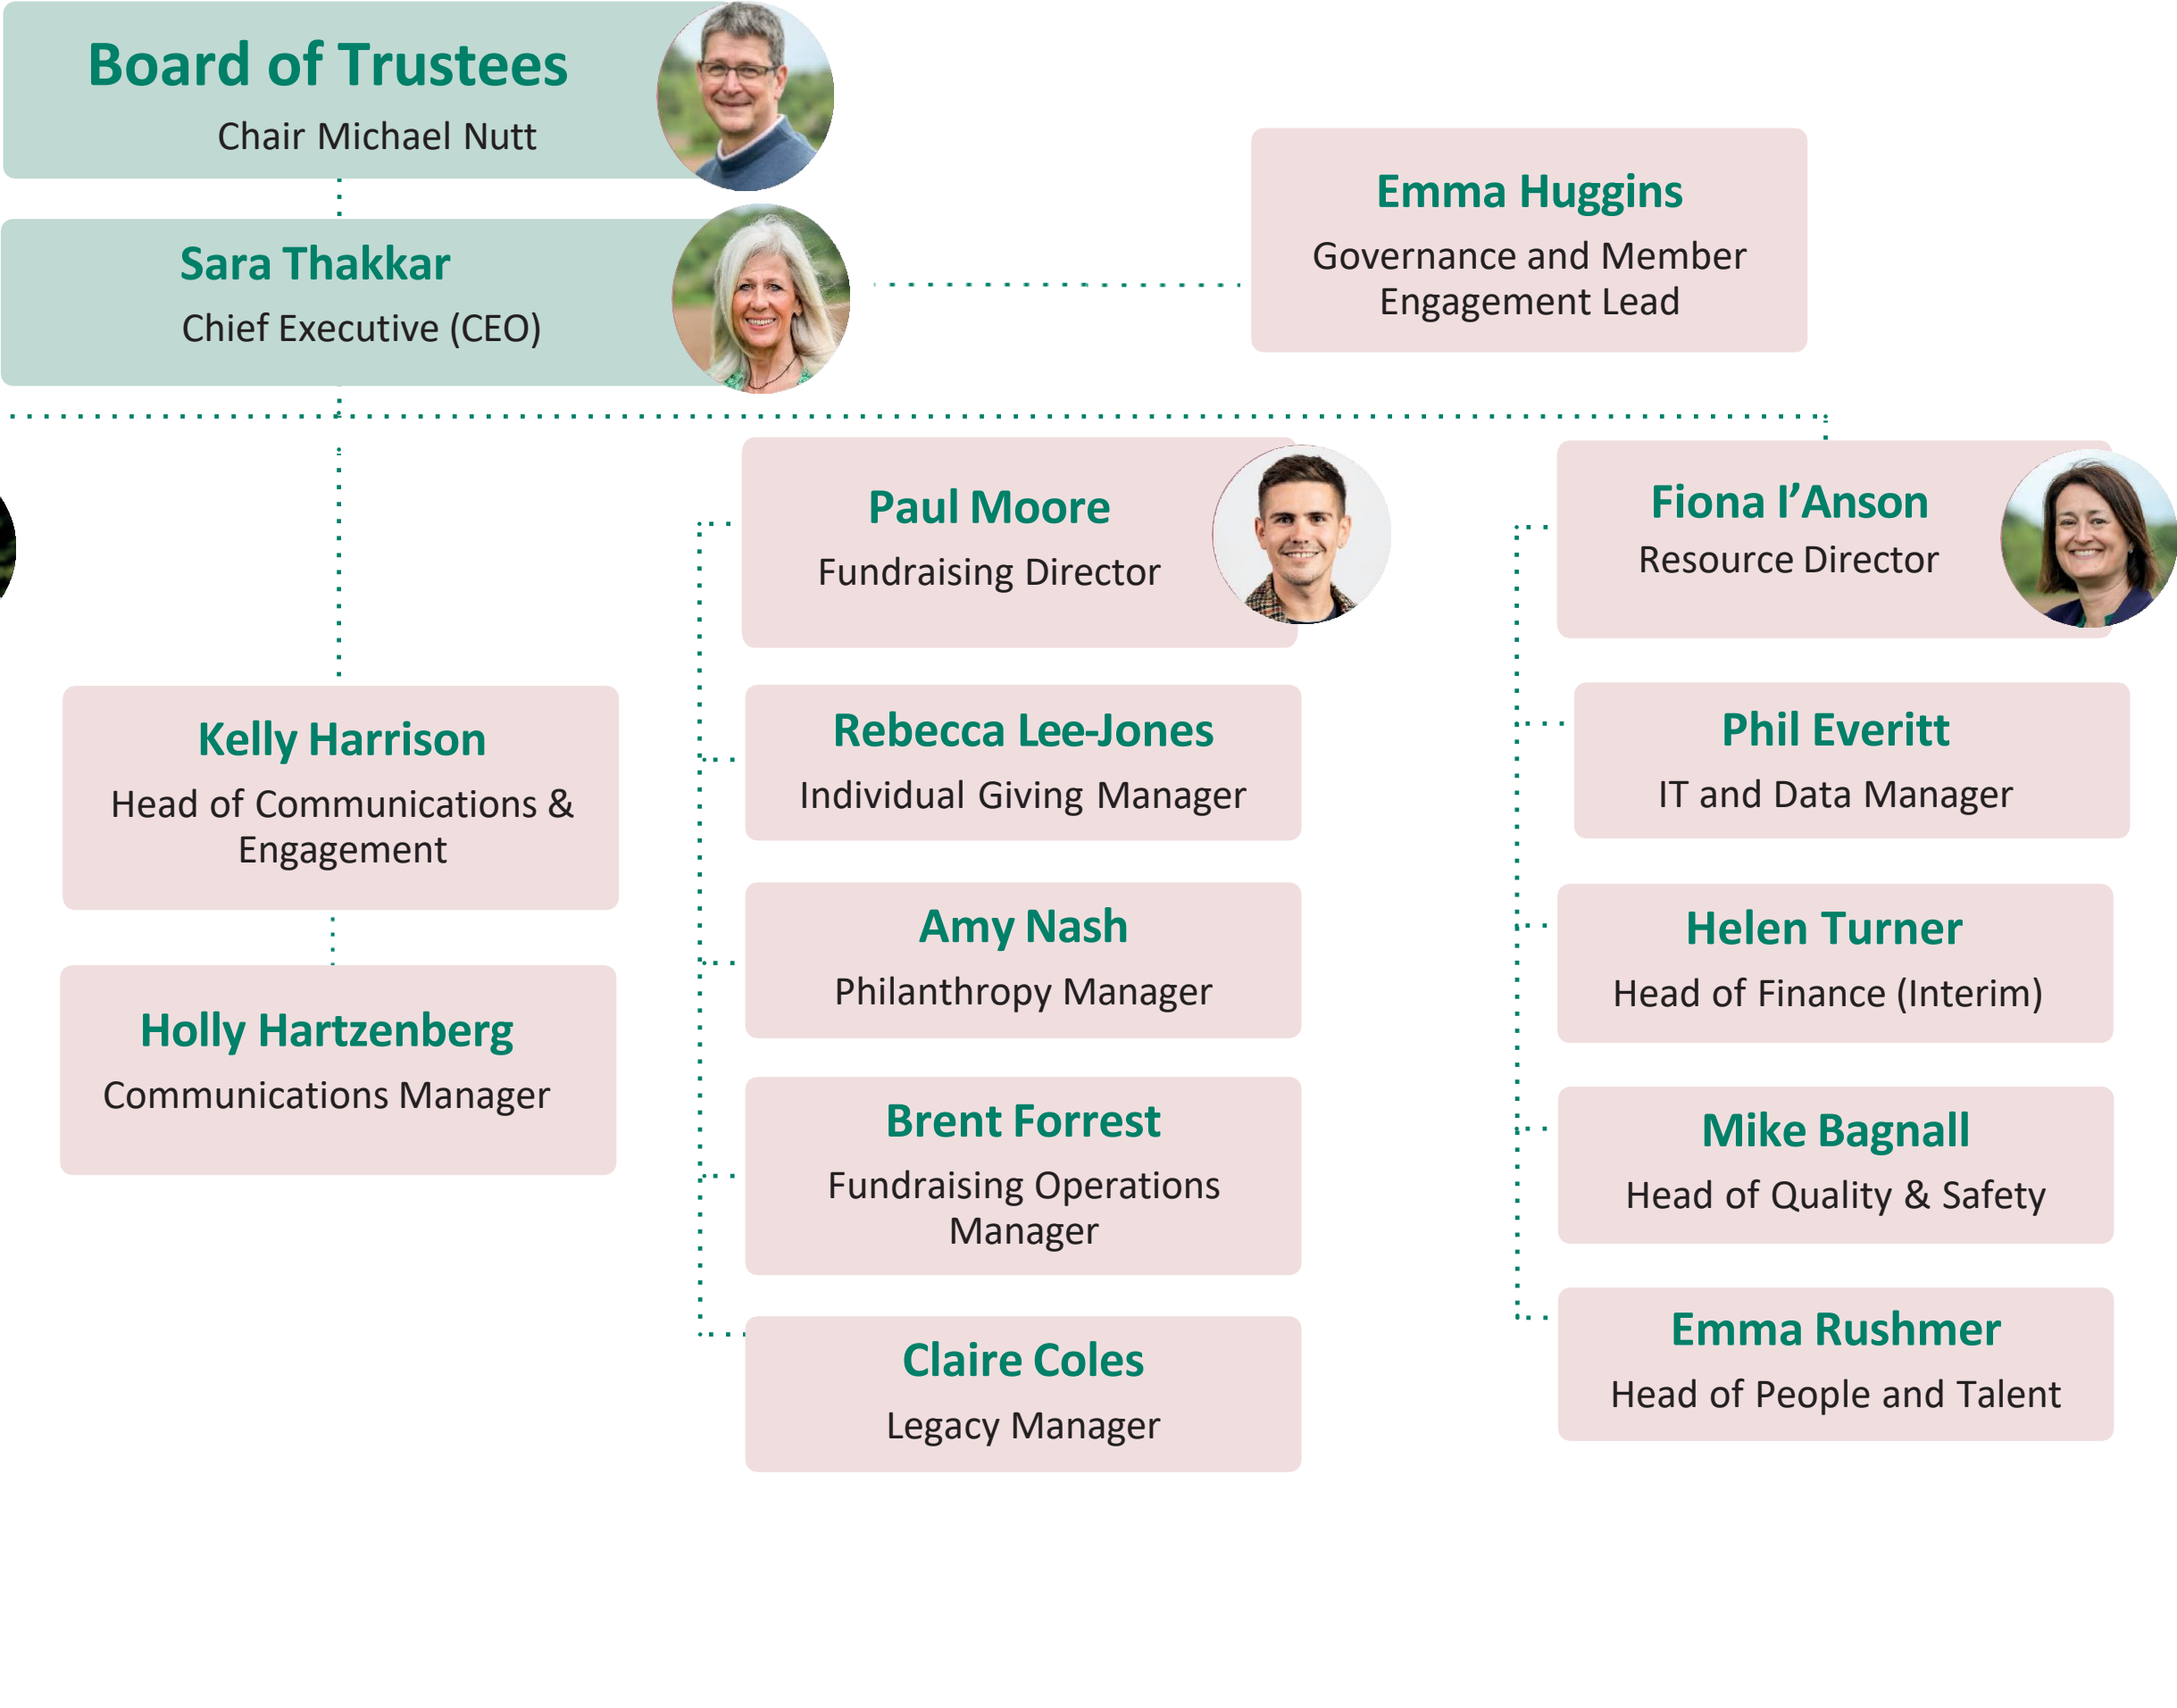 Board of Trustees
Chair Michael Nutt
Sara Thakkar
Chief Executive (CEO)
Emma Huggins
Governance and Member
Engagement Lead
Kelly Harrison
Head of Communications &
Engagement
Holly Hartzenberg
Communications Manager
Paul Moore
Fundraising Director
Rebecca Lee-Jones
Individual Giving Manager
Amy Nash
Philanthropy Manager
Brent Forrest
Fundraising Operations
Manager
Claire Coles
Legacy Manager
Fiona I’Anson
Resource Director
Phil Everitt
IT and Data Manager
Helen Turner
Head of Finance (Interim)
Mike Bagnall
Head of Quality & Safety
Emma Rushmer
Head of People and Talent